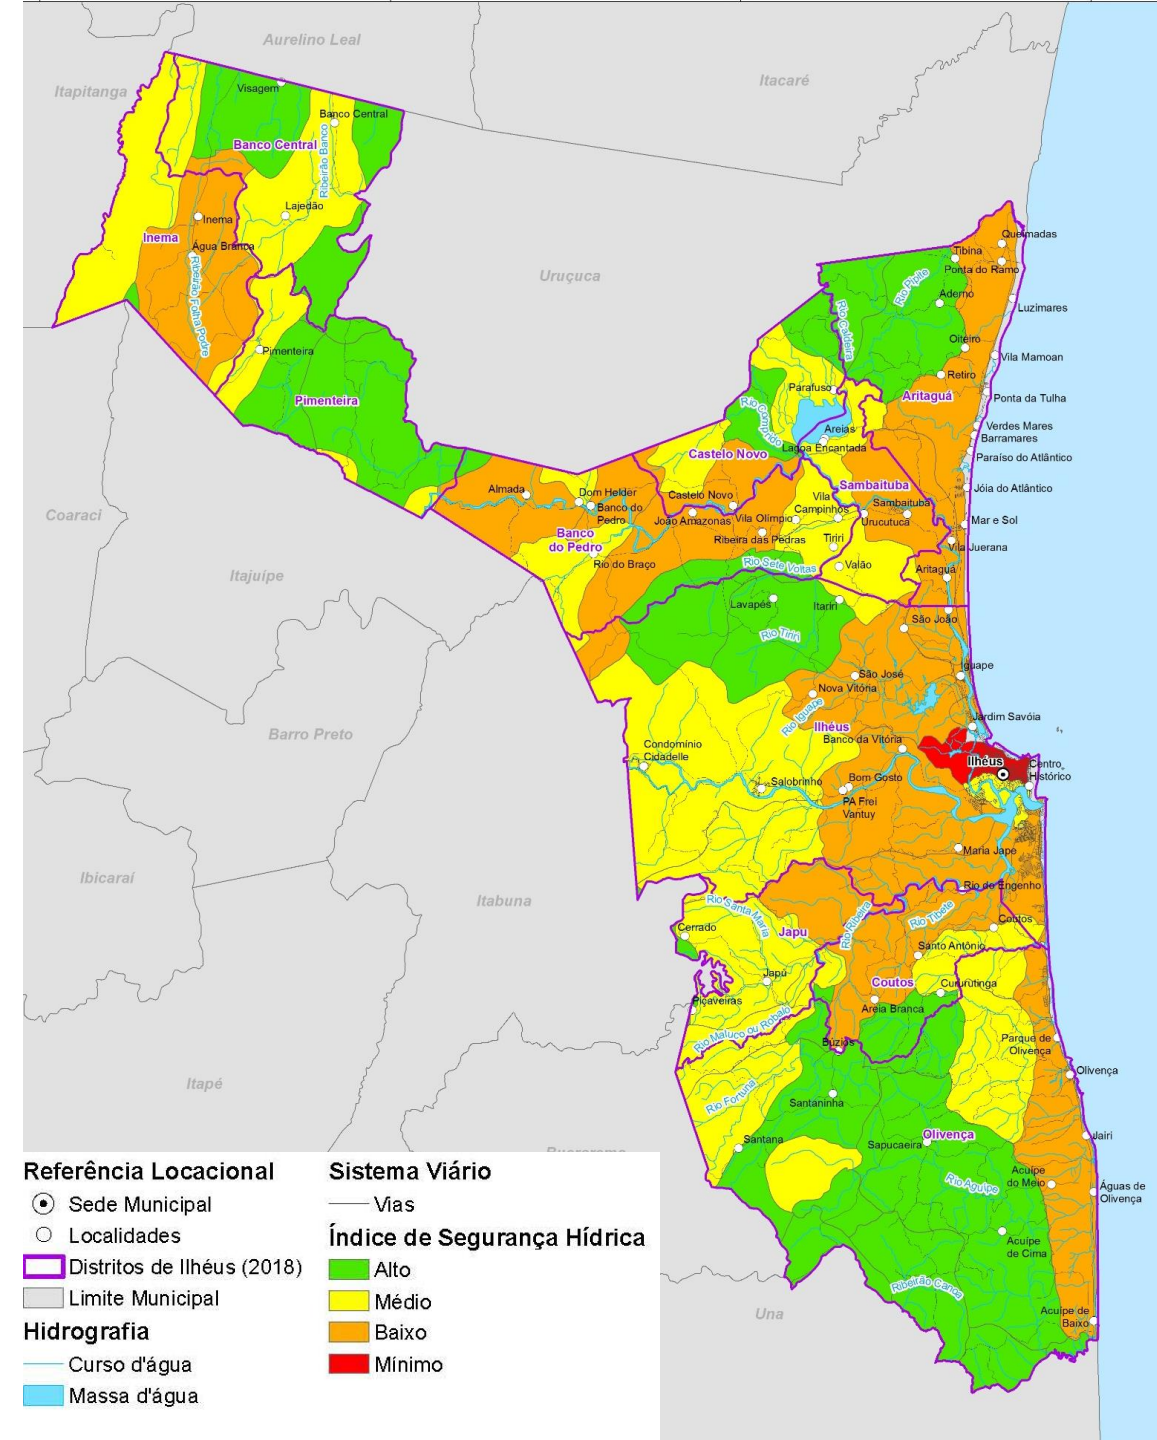 Aurelino Leal
Itapitanga
Itacaré
Visagem
Banco Central
Banco Central
Ribeirão Banco
Lajedão
Inema
Inema
Água Branca
Ribeirão Folha Podre
Uruçuca
Queimadas
Tibina
Ponta do Ramo
Rio Pipite
Aderno
Luzimares
Rio Caldeira
Oiteiro
Vila Mamoan
Pimenteira
Retiro
Pimenteira
Parafuso
Aritaguá
Ponta da Tulha
Rio Comprido
Areias
Verdes Mares
Barramares
Lagoa Encantada
Castelo Novo
Paraíso do Atlântico
Sambaituba
Almada
Dom Helder
Castelo Novo
Vila
Campinhos
Sambaituba
Jóia do Atlântico
Banco do
Pedro
João Amazonas
Vila Olímpio
Urucutuca
Mar e Sol
Coaraci
Banco
do Pedro
Ribeira das Pedras
Tiriri
Vila Juerana
Rio do Braço
Rio Sete Voltas
Valão
Aritaguá
Itajuípe
Lavapés
Itariri
São João
Rio Tiriri
Iguape
São José
Nova Vitória
Rio Iguape
Ilhéus
Jardim Savóia
Barro Preto
Condomínio
Cidadelle
Banco da Vitória
Ilhéus
Centro
Histórico
Salobrinho
Bom Gosto
PA Frei
Vantuy
Maria Jape
Ibicaraí
Itabuna
Rio do Engenho
Rio Santa Maria
Rio Ribeira
Rio Tibete
Coutos
Cerrado
Japu
Santo Antônio
Japú
Coutos
Cururutinga
Piçaveiras
Areia Branca
Rio Maluco ou Robalo
Búzios
Parque de
Olivença
Olivença
Itapé
Rio Fortuna
Santaninha
Santana
Sapucaeira
Olivença
Jairi
Buerarema
Rio Aguipe
Acuípe
do Meio
Águas de
Olivença
Acuípe
de Cima
Ribeirão Canoa
Una
Acuípe de
Baixo
Referência Locacional
Sede Municipal
Localidades
Distritos de Ilhéus (2018)
Limite Municipal
Hidrografia
Curso d'água
Massa d'água
Sistema Viário
Vias
Índice de Segurança Hídrica
Alto
Médio
Baixo
Mínimo